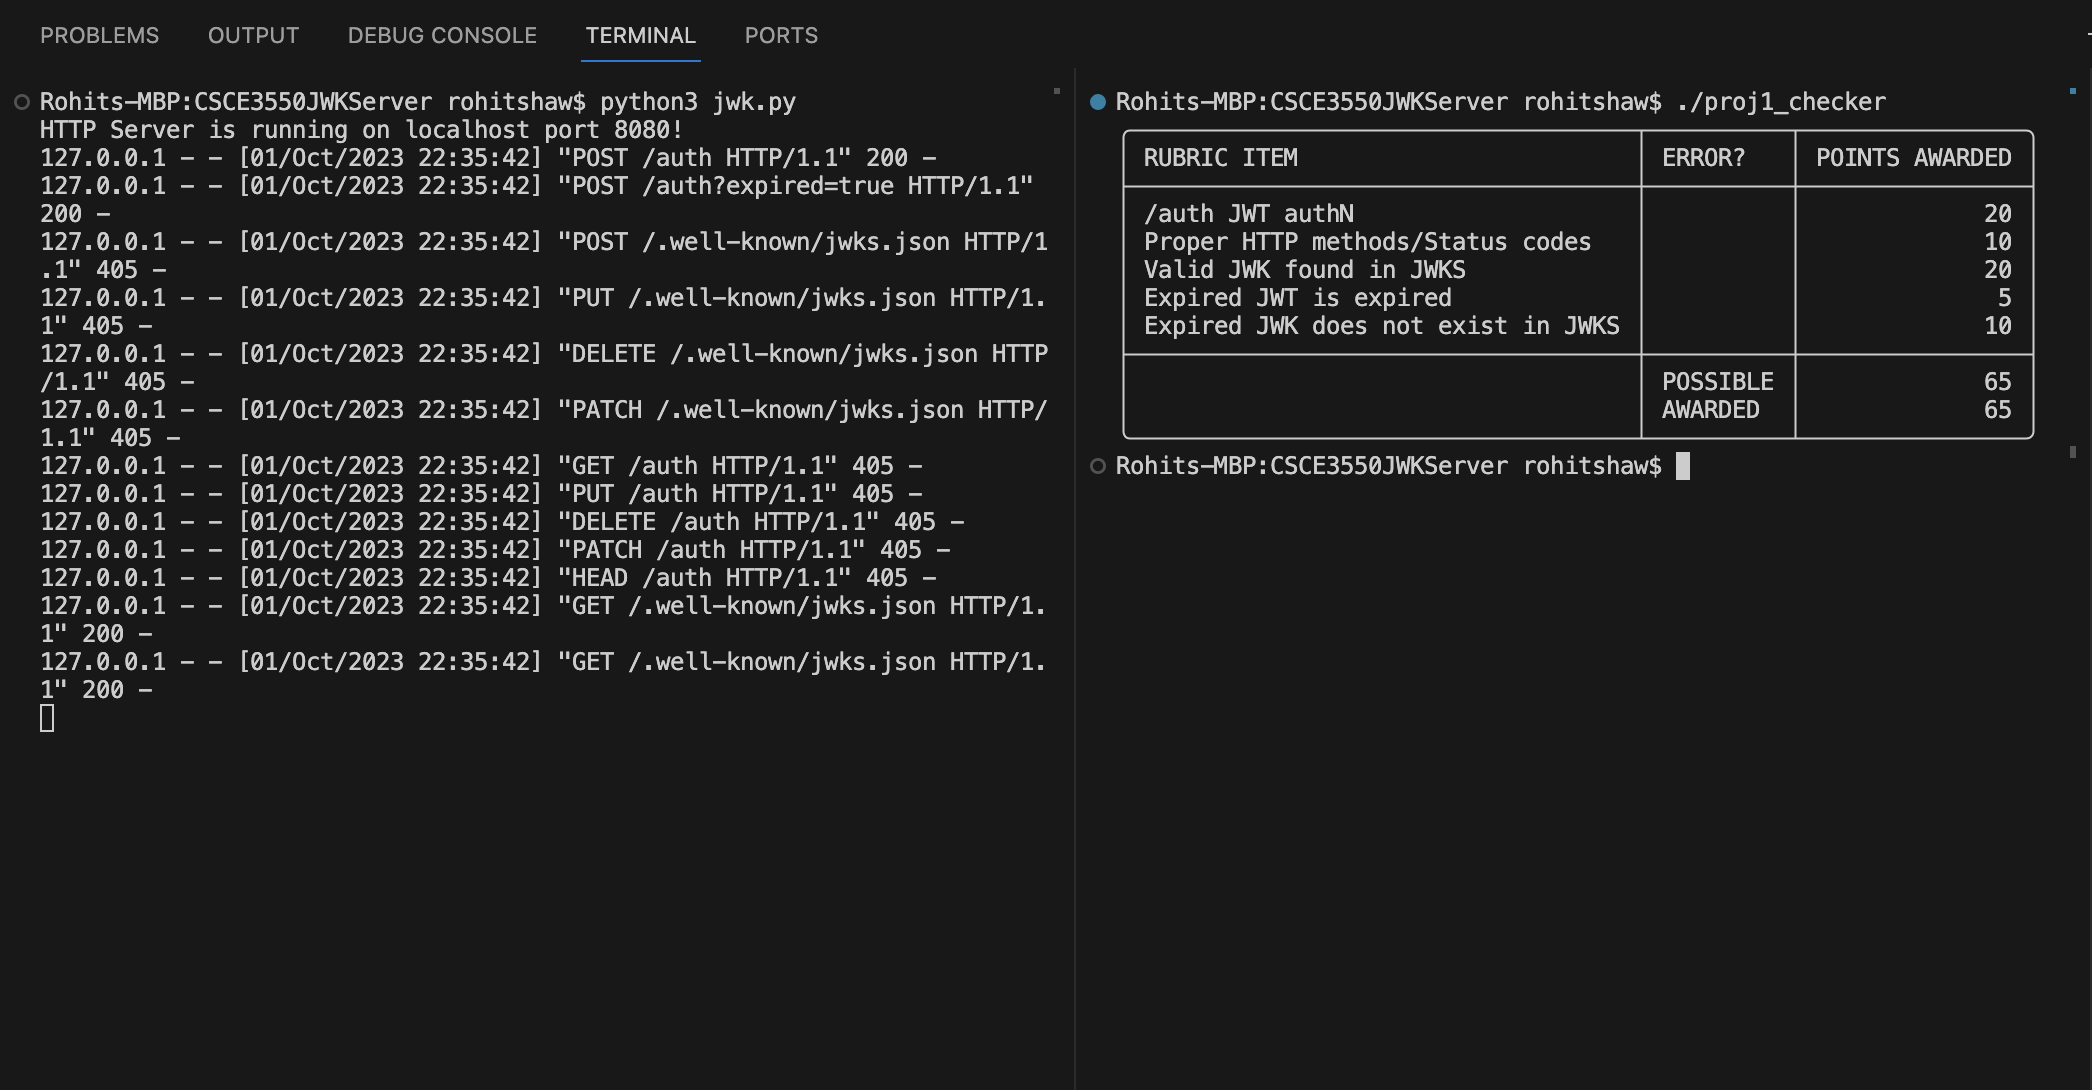 PROBLEMS OUTPUT DEBUG CONSOLE TERMINAL PORTS
Rohits-MBP:CSCE3550JWKServer rohitshaw$ python3 jwk.py
HTTP Server is running on localhost port 8080!
127.0.0.1 - - [01/Oct/2023 22:35:42] "POST /auth HTTP/1.1" 200 -
127.0.0.1 - - [01/Oct/2023 22:35:42] "POST /auth?expired=true HTTP/1.1"
200 -
127.0.0.1 - - [01/Oct/2023 22:35:42] "POST /.well-known/jwks.json HTTP/1
.1" 405 -
127.0.0.1 - - [01/Oct/2023 22:35:42] "PUT /.well-known/jwks.json HTTP/1.
1" 405 -
127.0.0.1 - - [01/Oct/2023 22:35:42] "DELETE /.well-known/jwks.json HTTP
/1.1" 405 -
127.0.0.1 - - [01/Oct/2023 22:35:42] "PATCH /.well-known/jwks.json HTTP/
1.1" 405 -
127.0.0.1 - - [01/Oct/2023 22:35:42] "GET /auth HTTP/1.1" 405 -
127.0.0.1 - - [01/Oct/2023 22:35:42] "PUT /auth HTTP/1.1" 405 -
127.0.0.1 - - [01/Oct/2023 22:35:42] "DELETE /auth HTTP/1.1" 405 -
127.0.0.1 - - [01/Oct/2023 22:35:42] "PATCH /auth HTTP/1.1" 405 -
127.0.0.1 - - [01/Oct/2023 22:35:42] "HEAD /auth HTTP/1.1" 405 -
127.0.0.1 - - [01/Oct/2023 22:35:42] "GET /.well-known/jwks.json HTTP/1.
1" 200 -
127.0.0.1 - - [01/Oct/2023 22:35:42] "GET /.well-known/jwks.json HTTP/1.
1" 200 -
Rohits-MBP:CSCE3550JWKServer rohitshaw$ ./proj1_checker
RUBRIC ITEM ERROR? POINTS AWARDED
/auth JWT authN 20
Proper HTTP methods/Status codes 10
Valid JWK found in JWKS 20
Expired JWT is expired 5
Expired JWK does not exist in JWKS 10
POSSIBLE 65
AWARDED 65
Rohits-MBP:CSCE3550JWKServer rohitshaw$